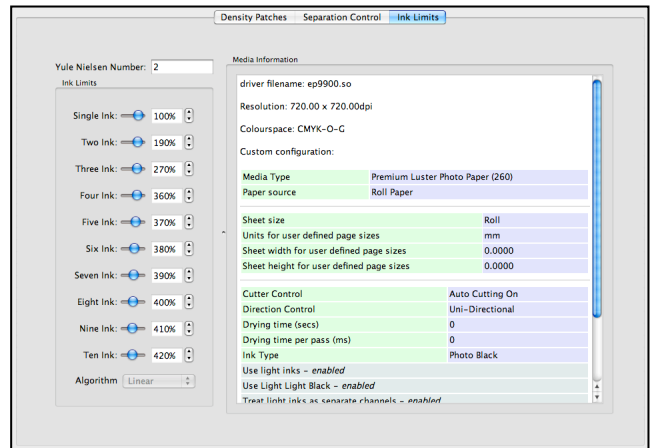 Density Patches Separation Control Ink Limits
Yule Nielsen Number: 2
Ink Limits
Single Ink: 100%
Two Ink: 190%
Three Ink: 270%
Four Ink: 360%
Five Ink: 370%
Six Ink: 380%
Seven Ink: 390%
Eight Ink: 400%
Nine Ink: 410%
Ten Ink: 420%
Algorithm Linear
Media Information
driver filename: ep9900.so
Resolution: 720.00 x 720.00dpi
Colourspace: CMYK-O-G
Custom configuration:
Media Type Premium Luster Photo Paper (260)
Paper source Roll Paper
Sheet size Roll
Units for user defined page sizes mm
Sheet width for user defined page sizes 0.0000
Sheet height for user defined page sizes 0.0000
Cutter Control Auto Cutting On
Direction Control Uni-Directional
Drying time (secs) 0
Drying time per pass (ms) 0
Ink Type Photo Black
Use light inks – enabled
Use Light Light Black – enabled
Treat light inks as separate channels – enabled